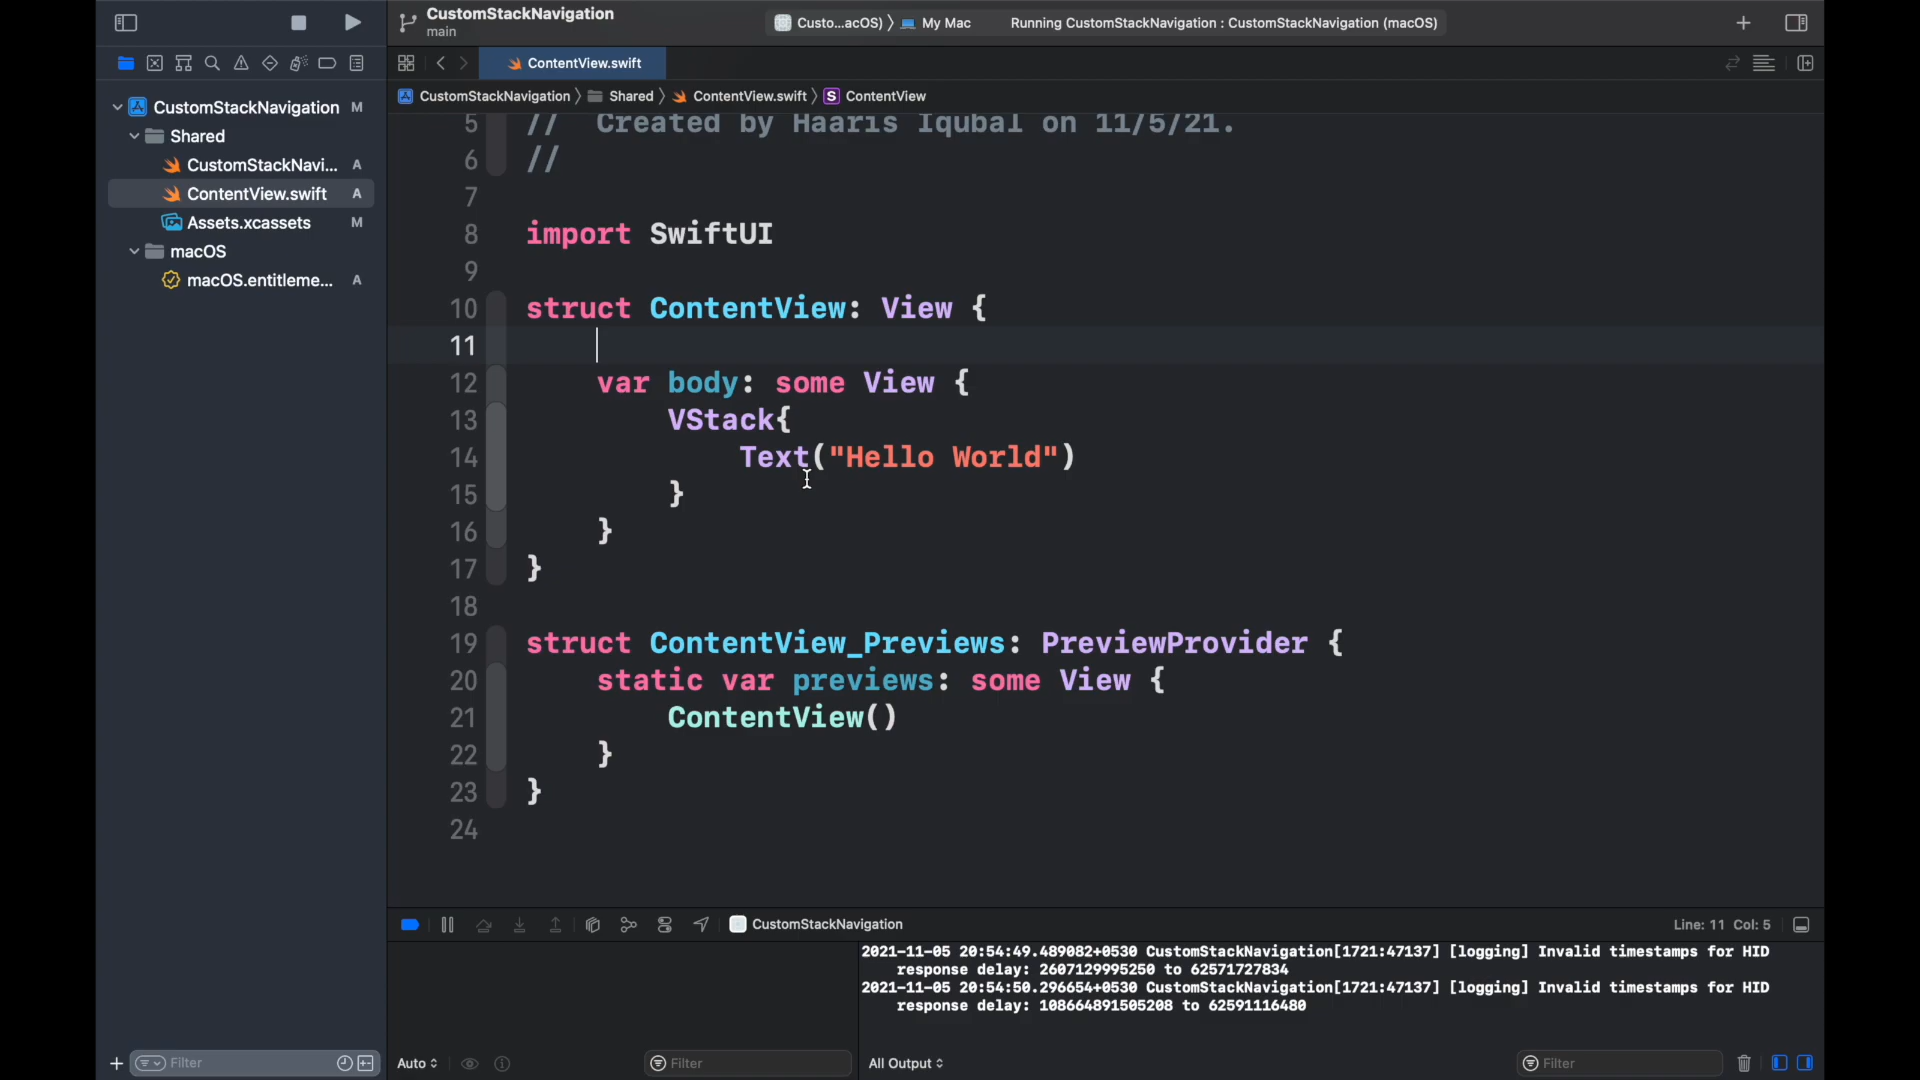 CustomStackNavigation
main
Custo...acOS) 〉 My Mac
Running CustomStackNavigation : CustomStackNavigation (macOS)
ContentView.swift
CustomStackNavigation 〉 Shared 〉 ContentView.swift 〉 S ContentView
CustomStackNavigation M
Shared
CustomStackNavi... A
ContentView.swift A
Assets.xcassets M
macOS
macOS.entitleme... A
5 //  Created by Haaris Iqubal on 11/5/21.
6 //
7
8 import SwiftUI
9
10 struct ContentView: View {
11
12     var body: some View {
13         VStack{
14             Text("Hello World")
15         }
16     }
17 }
18
19 struct ContentView_Previews: PreviewProvider {
20     static var previews: some View {
21         ContentView()
22     }
23 }
24
CustomStackNavigation
Line: 11 Col: 5
2021-11-05 20:54:49.489082+0530 CustomStackNavigation[1721:47137] [logging] Invalid timestamps for HID
response delay: 2607129995250 to 62571727834
2021-11-05 20:54:50.296654+0530 CustomStackNavigation[1721:47137] [logging] Invalid timestamps for HID
response delay: 108664891505208 to 62591116480
Filter
Auto
Filter
All Output
Filter